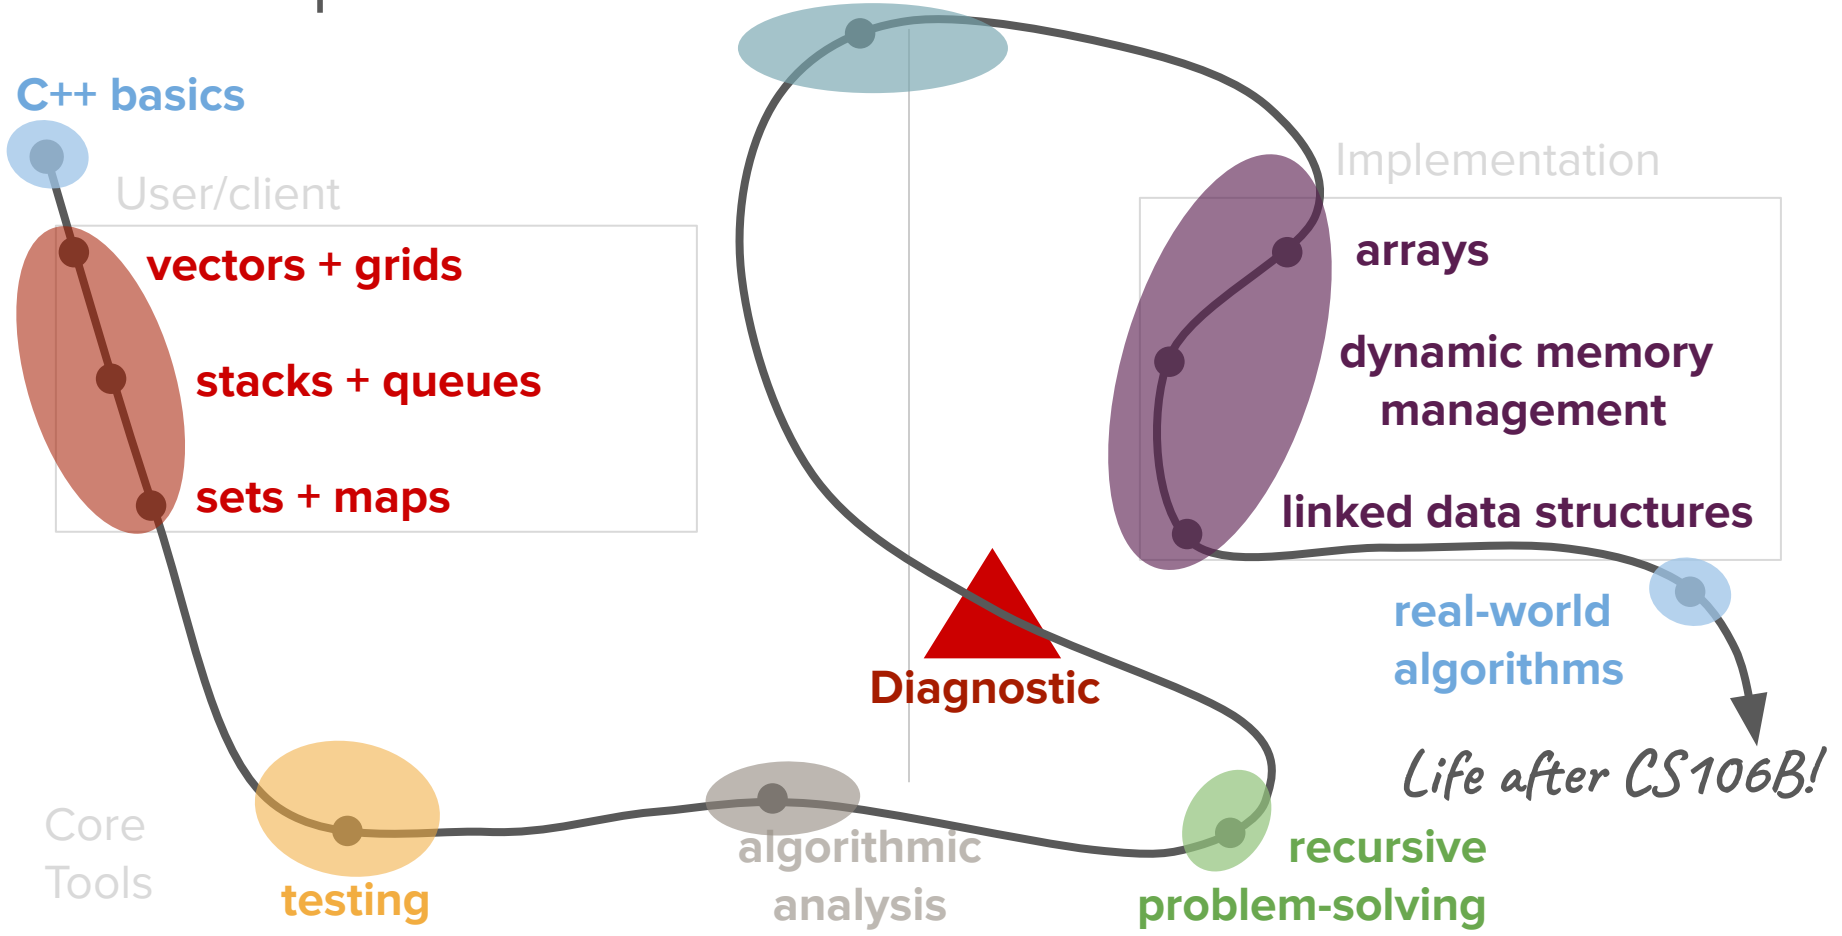 C++ basics
User/client
vectors + grids
stacks + queues
sets + maps
Implementation
arrays
dynamic memory
management
linked data structures
real-world
algorithms
Diagnostic
Life after CS106B!
Core
Tools
testing
algorithmic
analysis
recursive
problem-solving